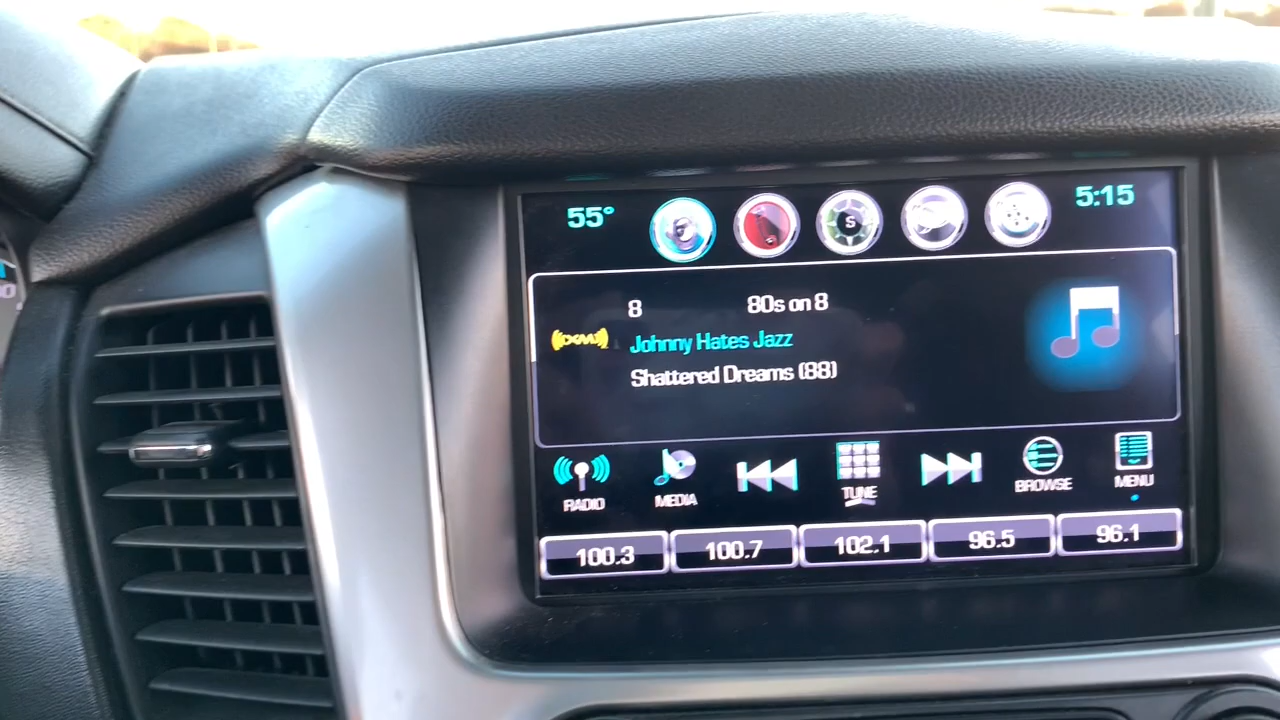 55°
S
5:15
8 80s on 8
(((XM)))
Johnny Hates Jazz
Shattered Dreams (88)
RADIO MEDIA TUNE BROWSE MENU
100.3 100.7 102.1 96.5 96.1